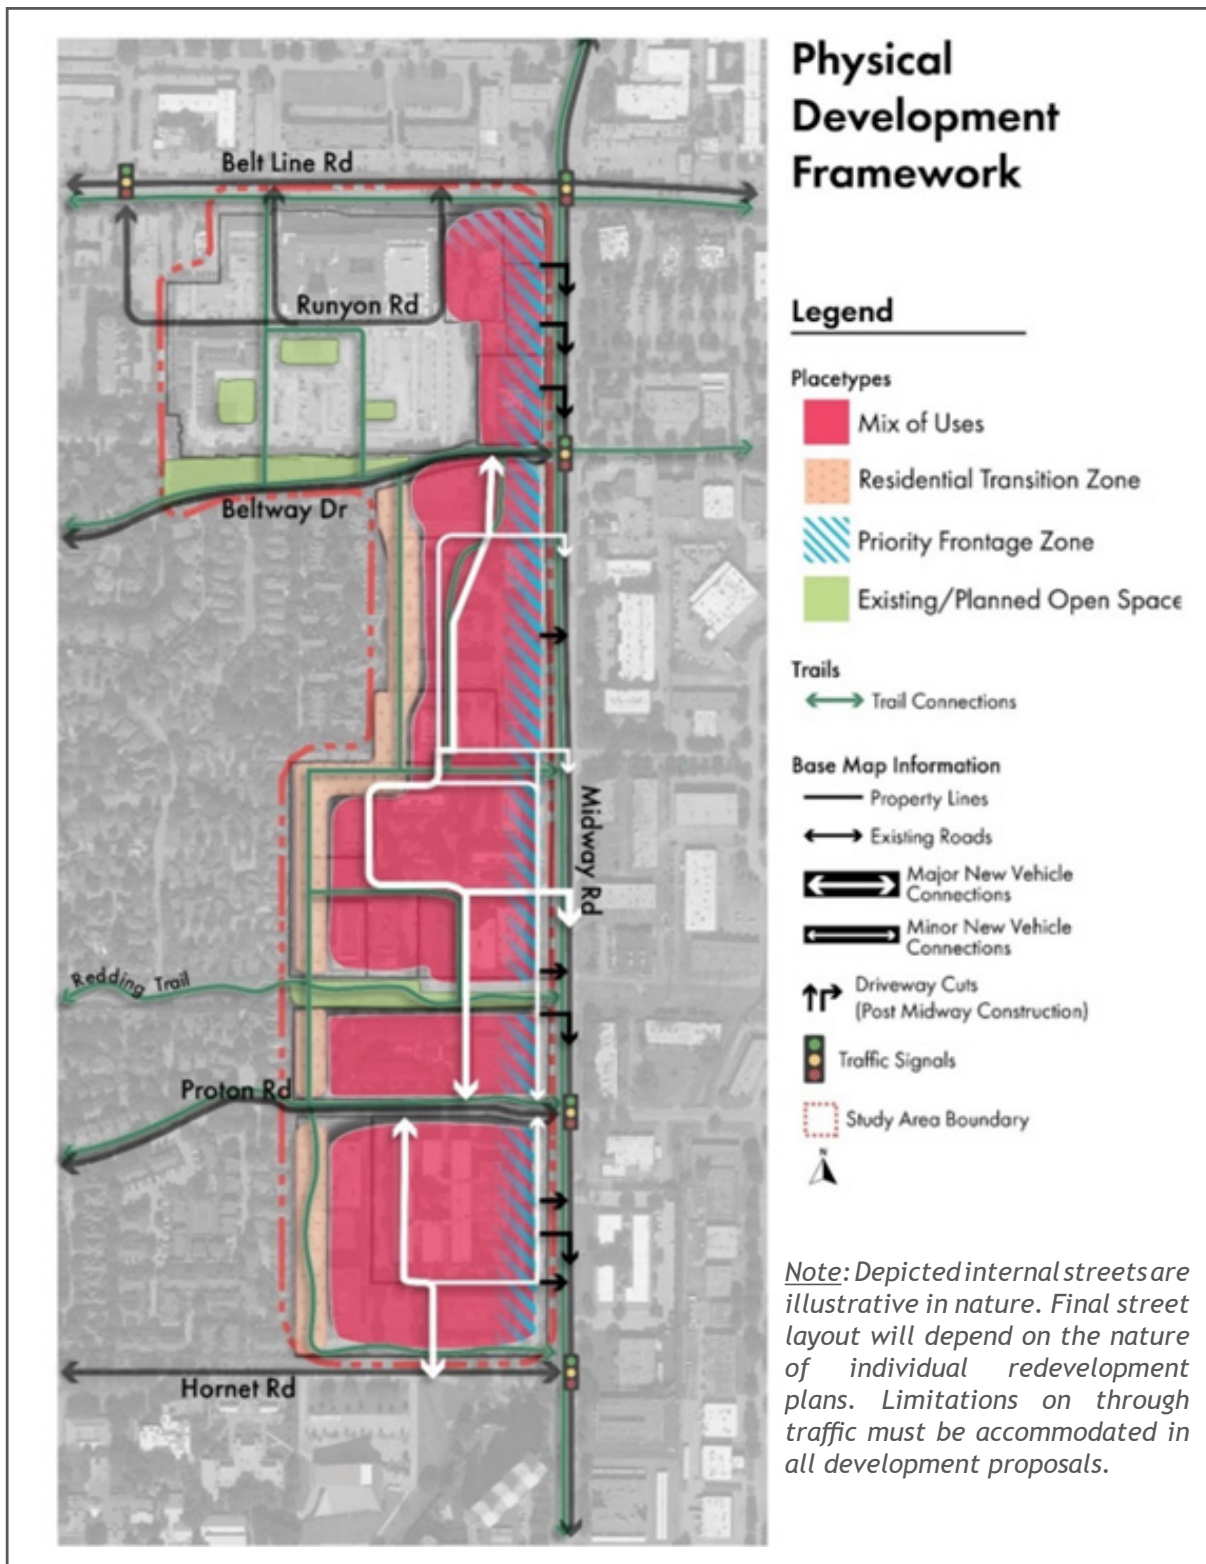 Physical
Development
Framework
Legend
Placetypes
Mix of Uses
Residential Transition Zone
Priority Frontage Zone
Existing/Planned Open Space
Trails
Trail Connections
Base Map Information
Property Lines
Existing Roads
Major New Vehicle
Connections
Minor New Vehicle
Connections
Driveway Cuts
(Post Midway Construction)
Traffic Signals
Study Area Boundary
N
Belt Line Rd
Runyon Rd
Beltway Dr
Midway Rd
Redding Trail
Proton Rd
Hornet Rd
Note: Depicted internal streets are
illustrative in nature. Final street
layout will depend on the nature
of individual redevelopment
plans. Limitations on through
traffic must be accommodated in
all development proposals.